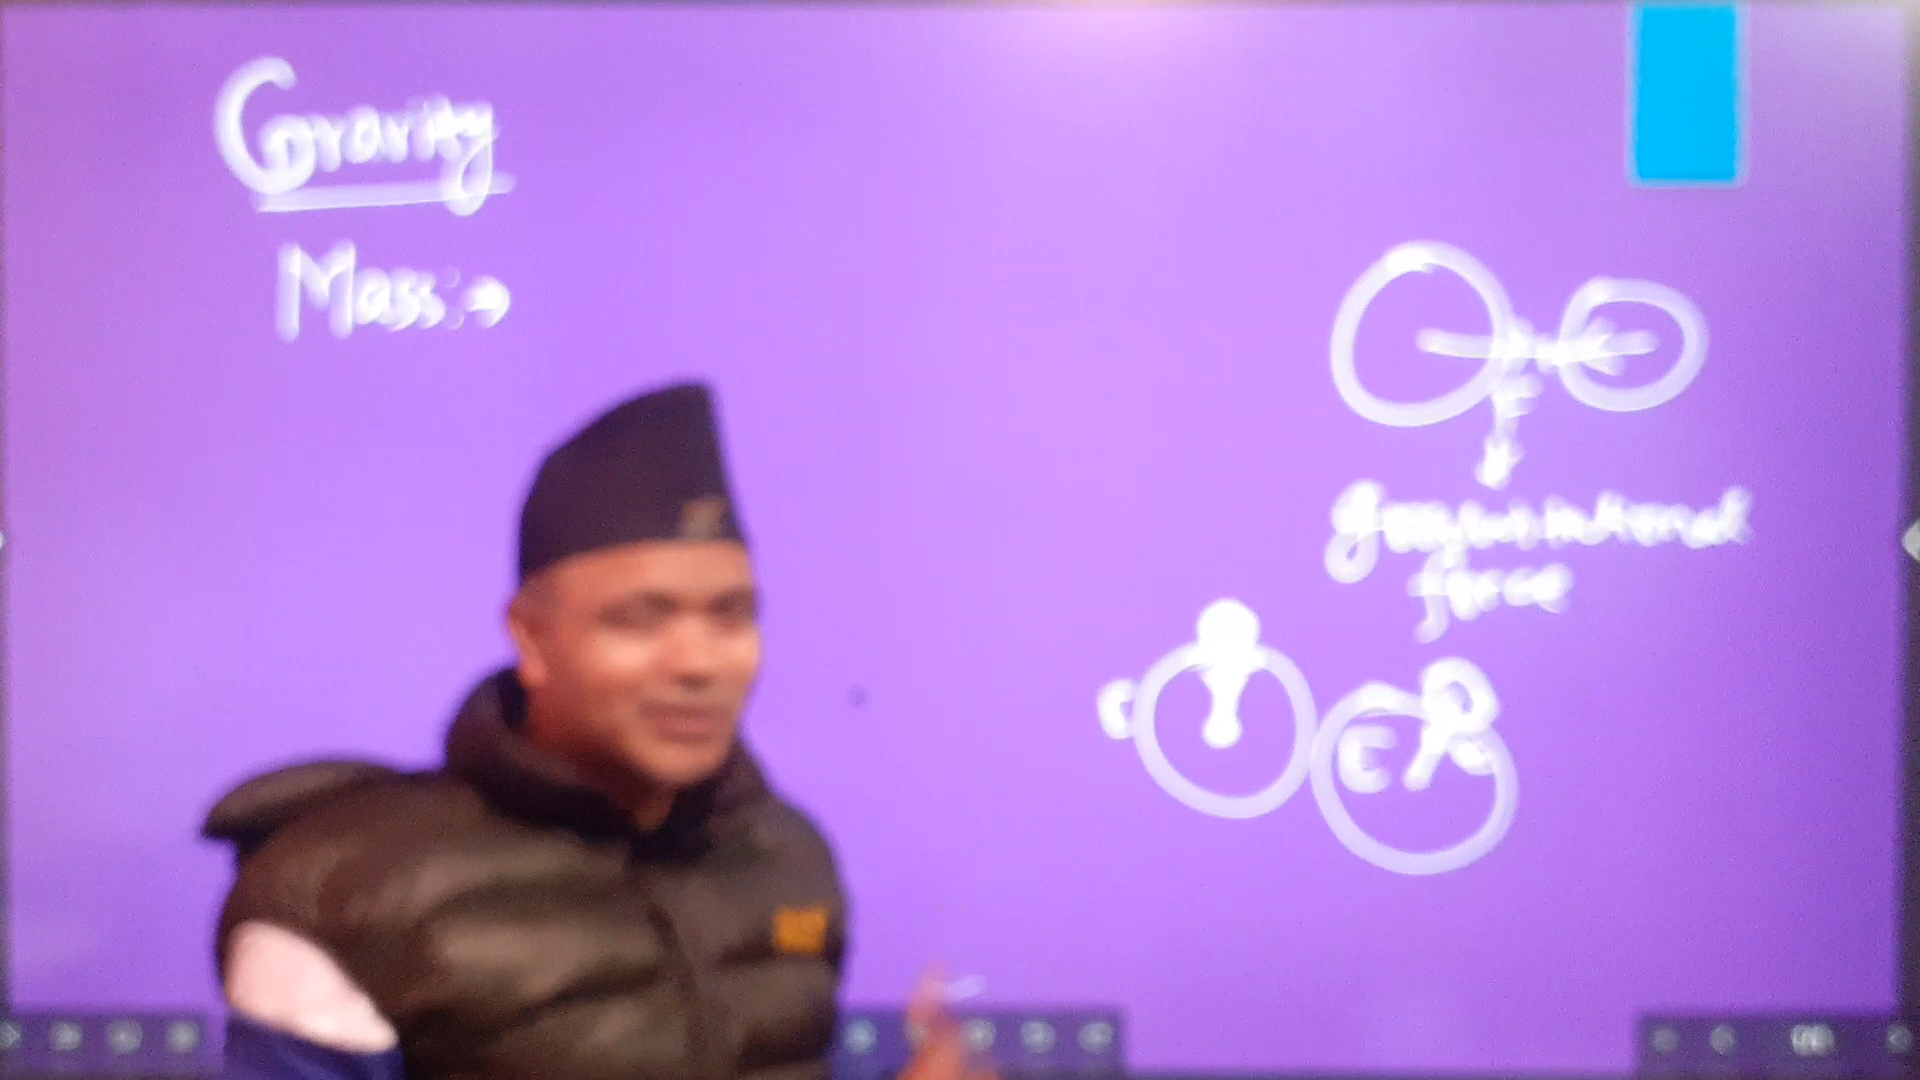 Gravity
Mass:→
F
gravitational
force
E